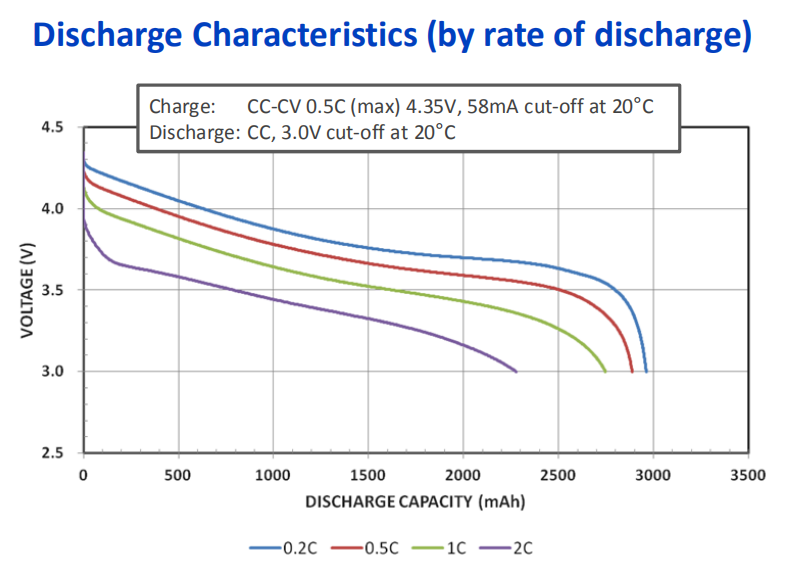 Discharge Characteristics (by rate of discharge)
Charge: CC-CV 0.5C (max) 4.35V, 58mA cut-off at 20°C
Discharge: CC, 3.0V cut-off at 20°C
4.5
4.0
3.5
3.0
2.5
VOLTAGE (V)
0 500 1000 1500 2000 2500 3000 3500
DISCHARGE CAPACITY (mAh)
0.2C 0.5C 1C 2C